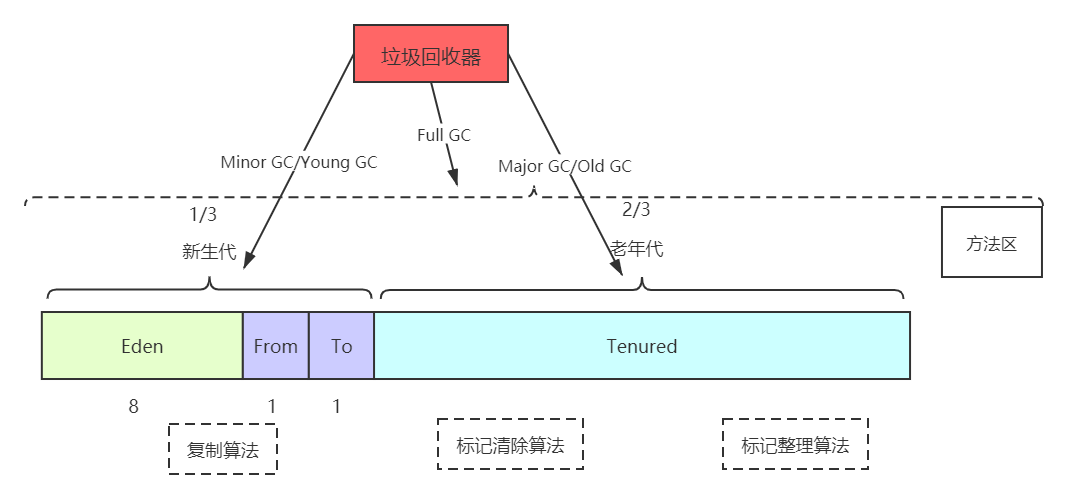 垃圾回收器
Full GC
Minor GC/Young GC
Major GC/Old GC
1/3
2/3
新生代
老年代
方法区
Eden
From
To
Tenured
8
1
1
复制算法
标记清除算法
标记整理算法